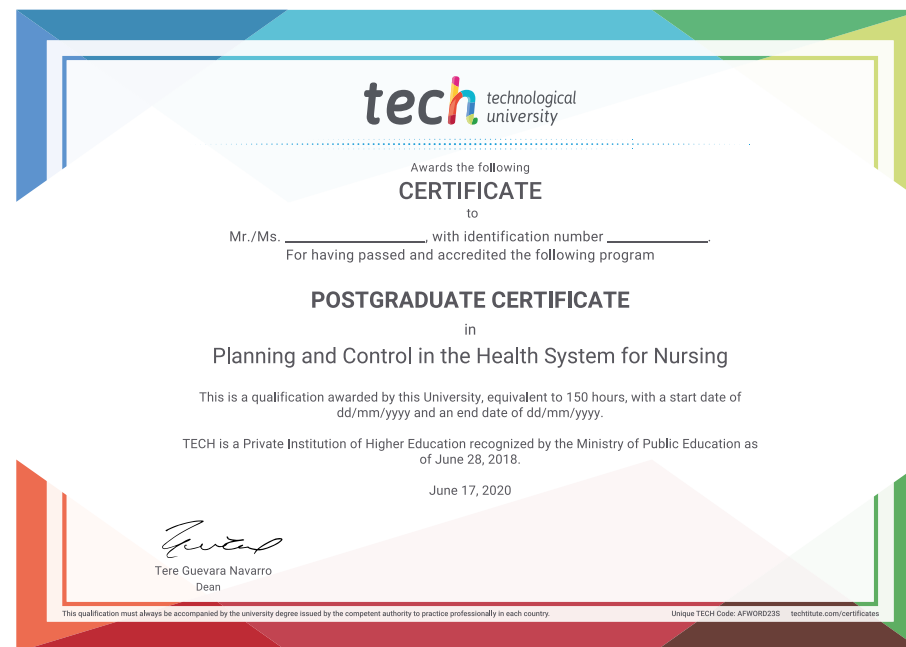 tech technological
university
Awards the following
CERTIFICATE
to
Mr./Ms. ____________________, with identification number ______________.
For having passed and accredited the following program
POSTGRADUATE CERTIFICATE
in
Planning and Control in the Health System for Nursing
This is a qualification awarded by this University, equivalent to 150 hours, with a start date of
dd/mm/yyyy and an end date of dd/mm/yyyy.
TECH is a Private Institution of Higher Education recognized by the Ministry of Public Education as
of June 28, 2018.
June 17, 2020
Tere Guevara Navarro
Dean
This qualification must always be accompanied by the university degree issued by the competent authority to practice professionally in each country.
Unique TECH Code: AFWORD23S techtitute.com/certificates